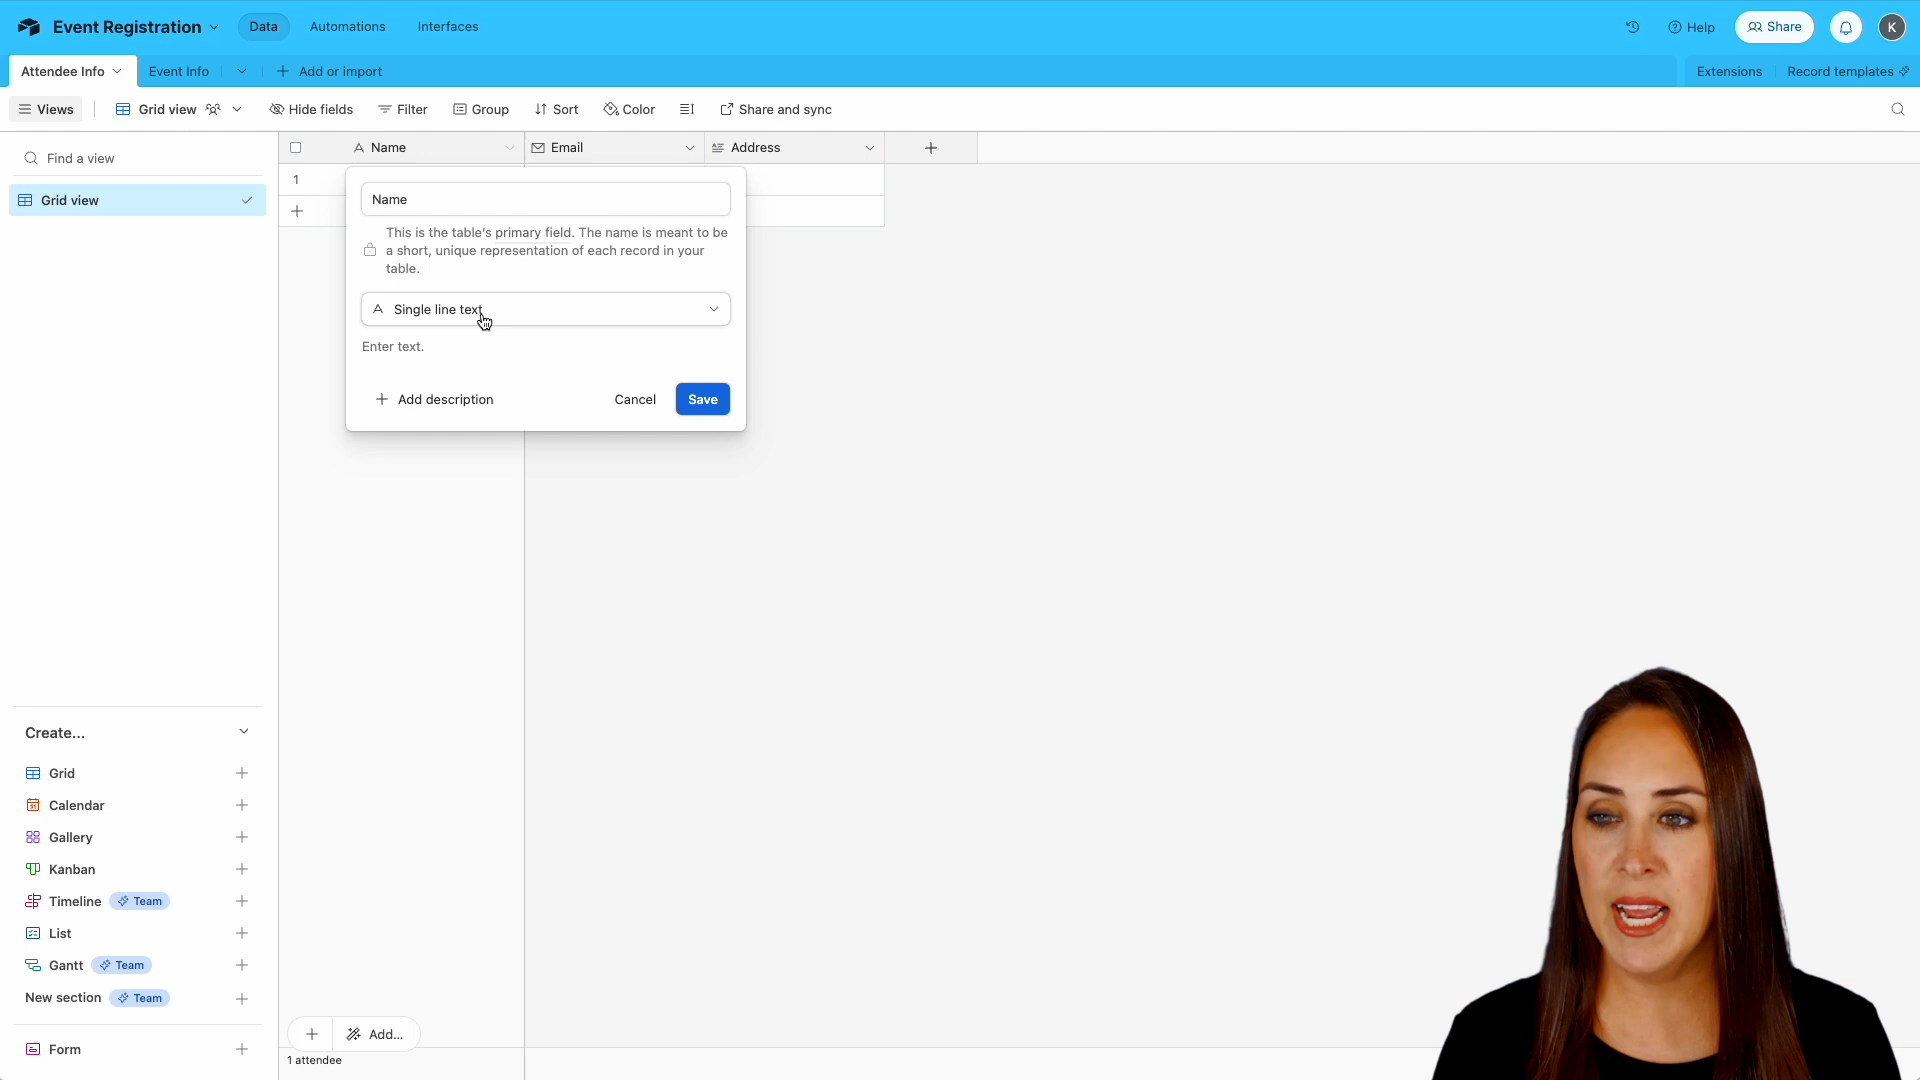 Event Registration
Data
Automations
Interfaces
Help
Share
K
Attendee Info
Event Info
Add or import
Extensions
Record templates
Views
Grid view
Hide fields
Filter
Group
Sort
Color
Share and sync
Find a view
Grid view
Name
Email
Address
1
Name
This is the table's primary field. The name is meant to be
a short, unique representation of each record in your
table.
Single line text
Enter text.
Add description
Cancel
Save
Create...
Grid
Calendar
Gallery
Kanban
Timeline Team
List
Gantt Team
New section Team
Form
Add...
1 attendee